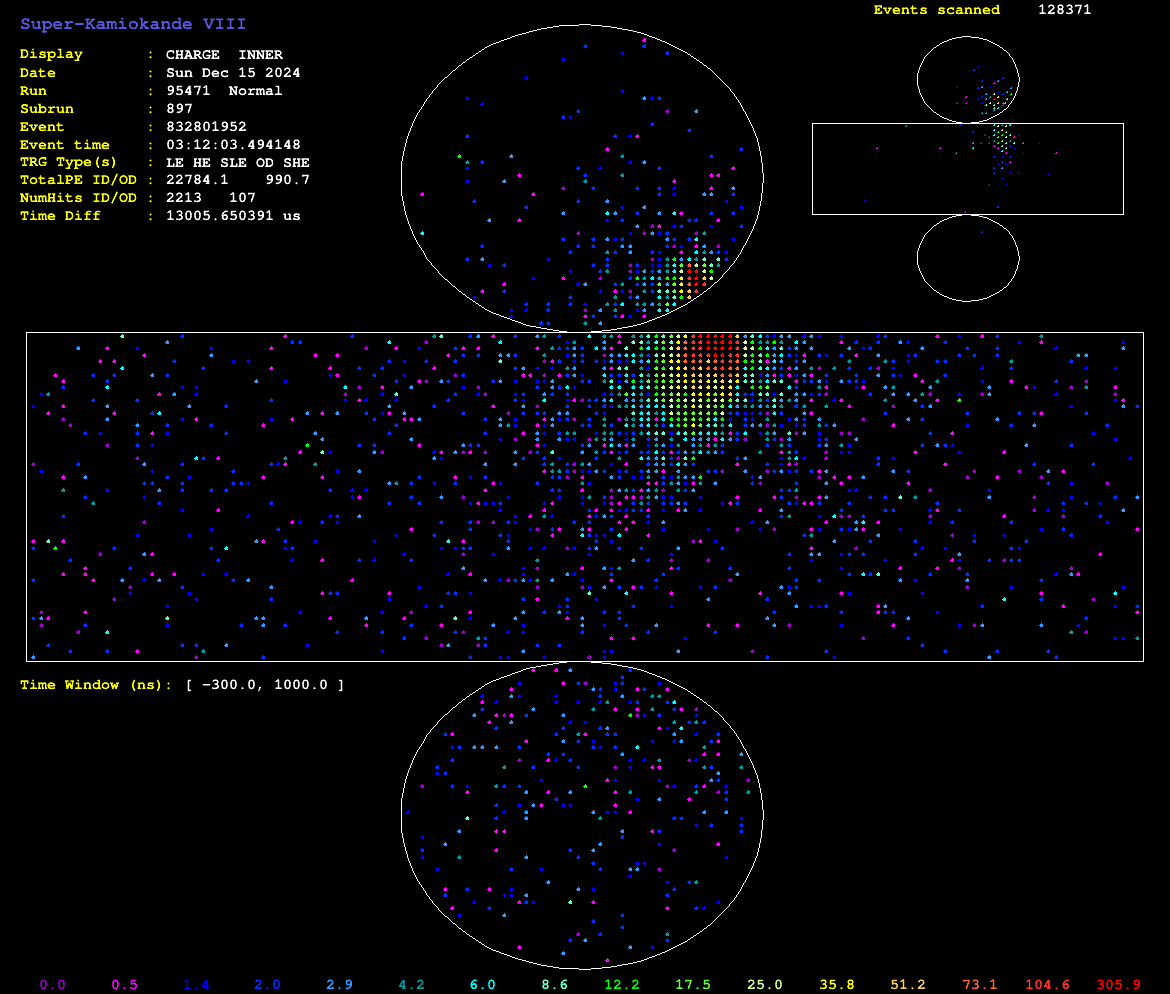 Super-Kamiokande VIII
Events scanned 128371
Display : CHARGE INNER
Date : Sun Dec 15 2024
Run : 95471 Normal
Subrun : 897
Event : 832801952
Event time : 03:12:03.494148
TRG Type(s) : LE HE SLE OD SHE
TotalPE ID/OD : 22784.1 990.7
NumHits ID/OD : 2213 107
Time Diff : 13005.650391 us
Time Window (ns): [ −300.0, 1000.0 ]
0.0 0.5 1.4 2.0 2.9 4.2 6.0 8.6 12.2 17.5 25.0 35.8 51.2 73.1 104.6 305.9